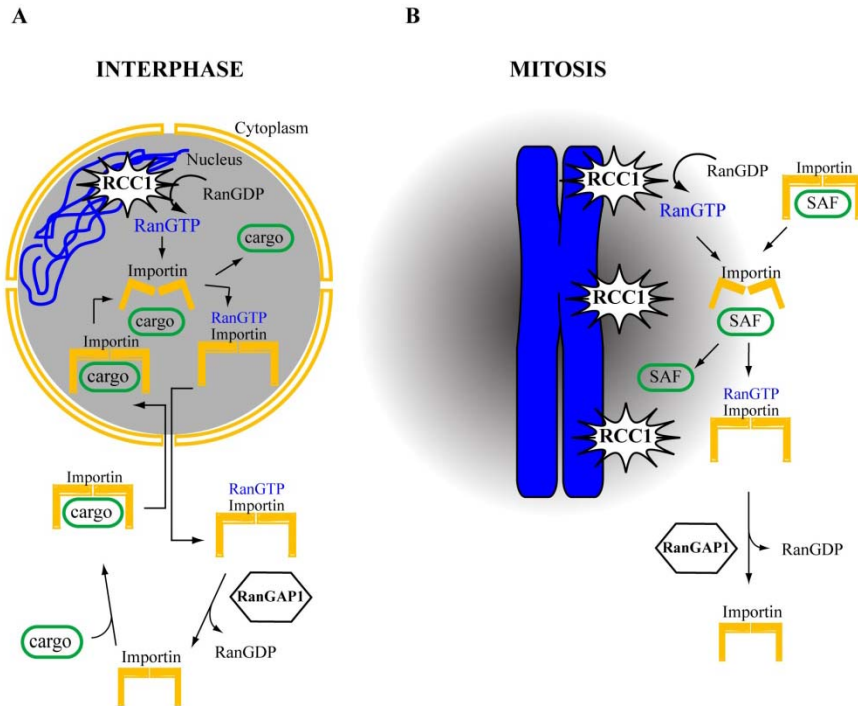 A
INTERPHASE
Cytoplasm
Nucleus
RCC1
RanGDP
RanGTP
cargo
Importin
cargo
RanGTP
Importin
Importin
cargo
Importin
cargo
RanGTP
Importin
RanGAP1
cargo
RanGDP
Importin
B
MITOSIS
RCC1
RanGDP
RanGTP
Importin
SAF
Importin
RCC1
SAF
SAF
RanGTP
Importin
RCC1
RanGAP1
RanGDP
Importin